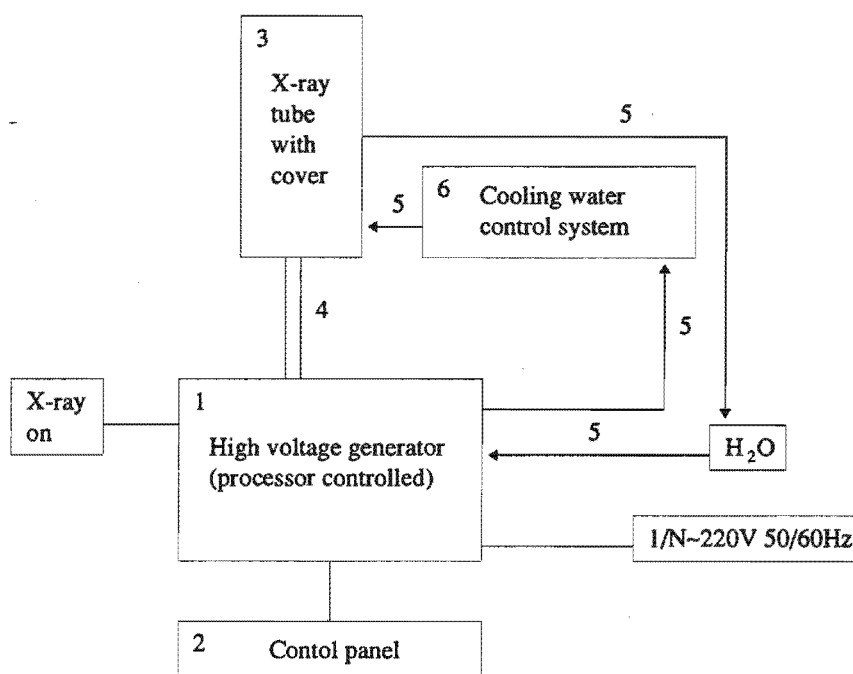 3
X-ray
tube
with
cover
5
6
Cooling water
control system
5
4
5
X-ray
on
1
High voltage generator
(processor controlled)
5
H₂O
1/N~220V 50/60Hz
2
Contol panel